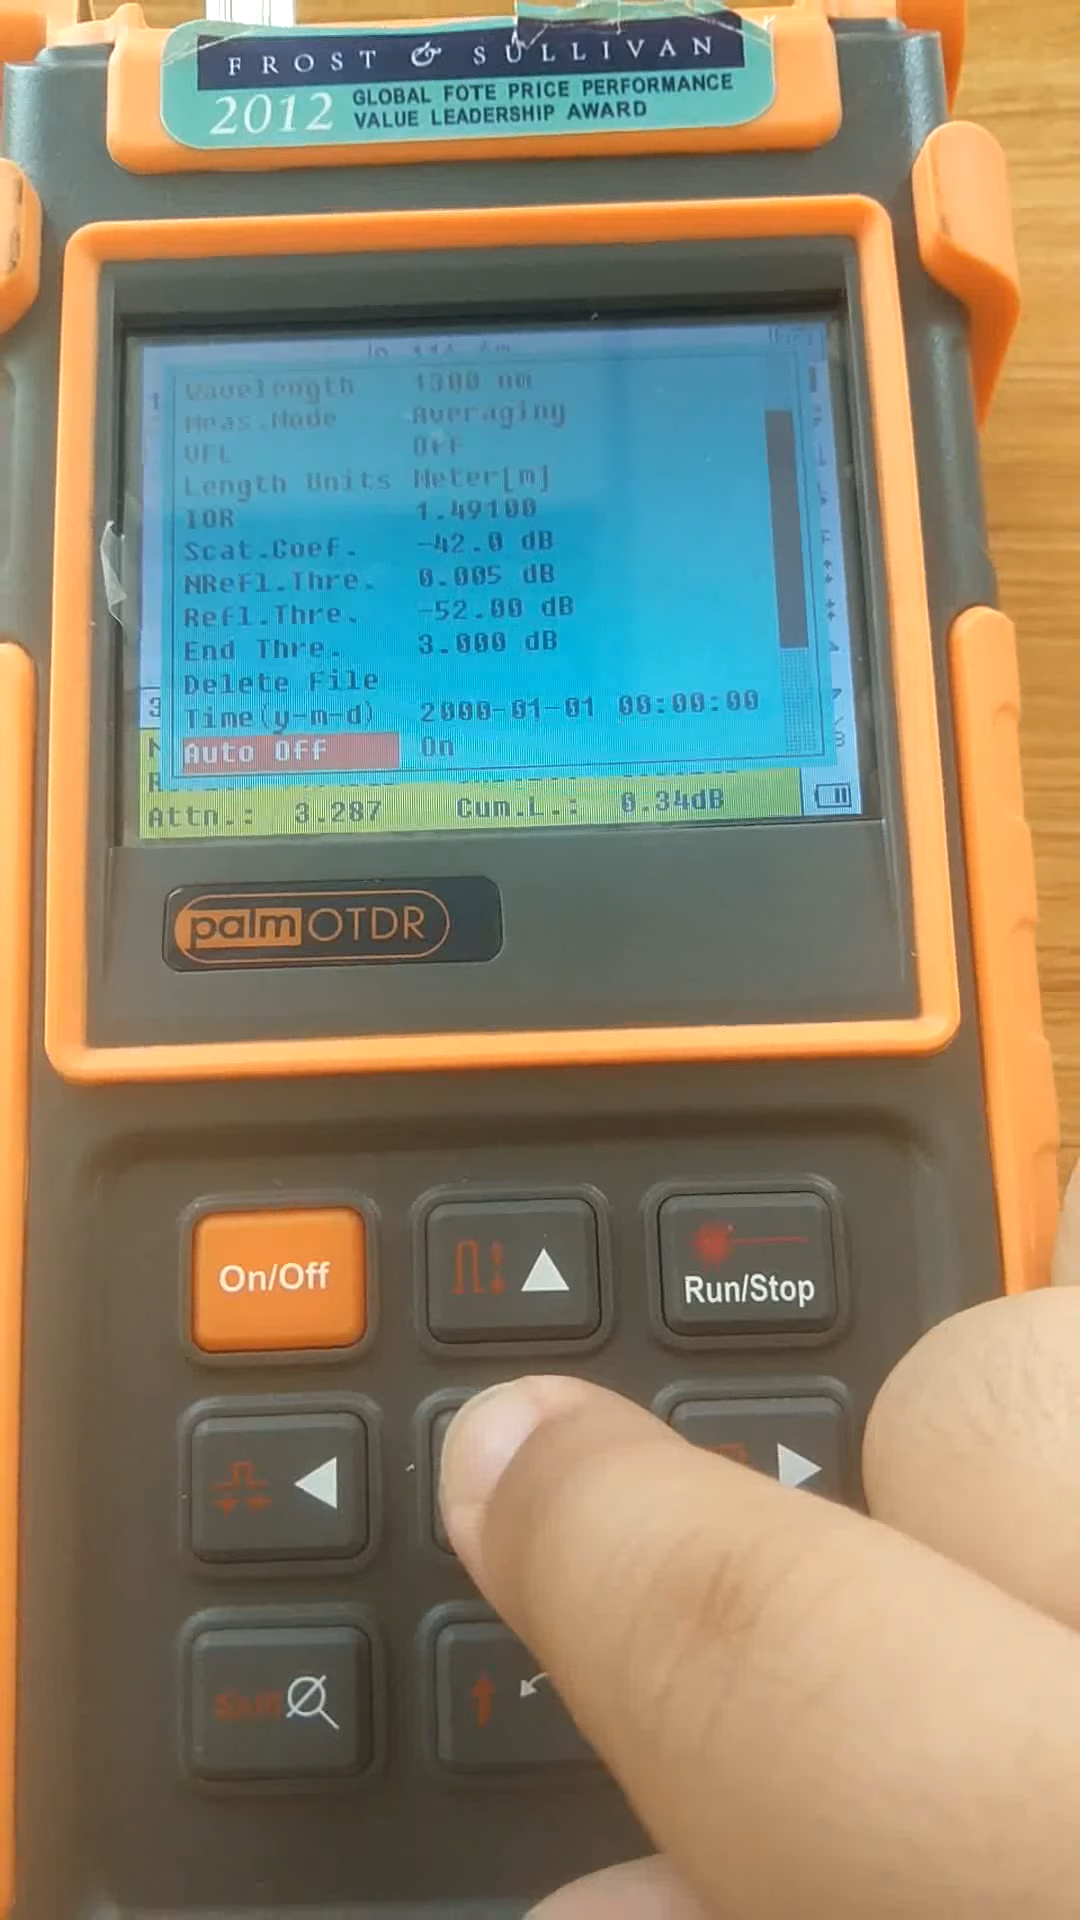 FROST & SULLIVAN
2012 GLOBAL FOTE PRICE PERFORMANCE
VALUE LEADERSHIP AWARD
Wavelength 1300 nm
Meas.Mode Averaging
VFL Off
Length Units Meter[m]
IOR 1.49100
Scat.Coef. -42.0 dB
NRefl.Thre. 0.005 dB
Refl.Thre. -52.00 dB
End Thre. 3.000 dB
Delete File
Time(y-m-d) 2000-01-01 00:00:00
Auto Off On
Attn.: 3.287 Cum.L.: 0.34dB
palmOTDR
On/Off
Run/Stop